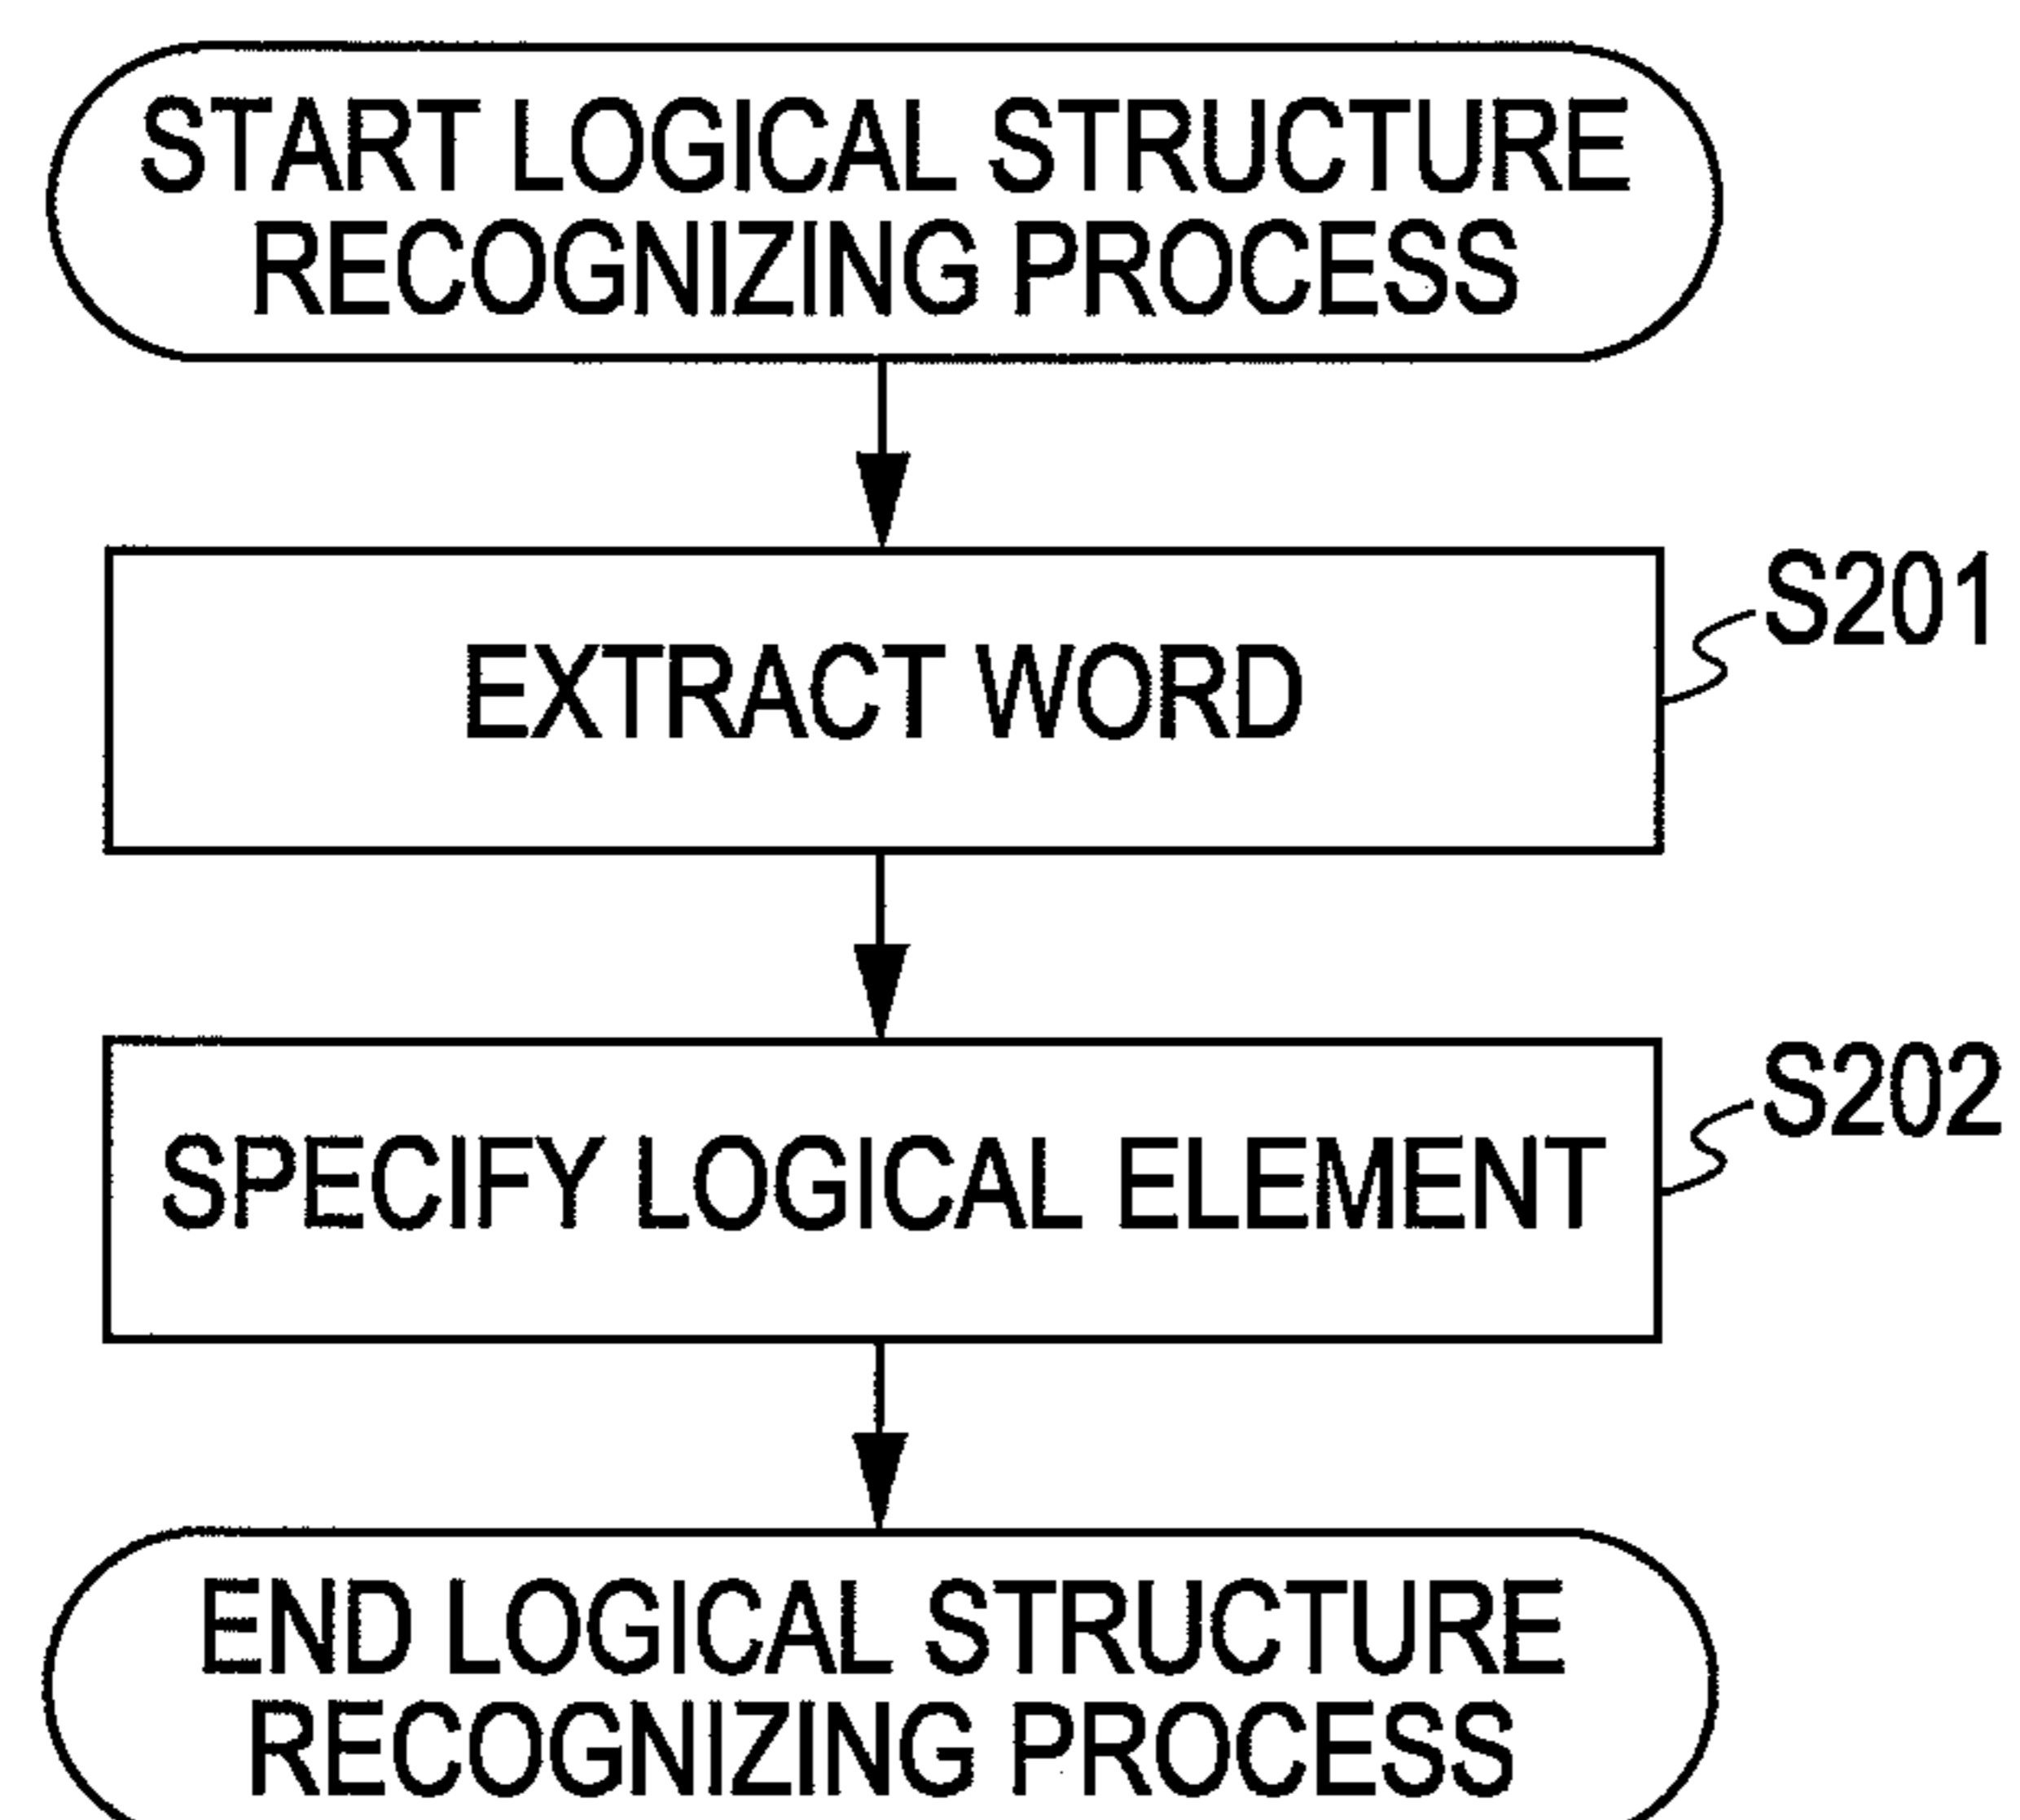 START LOGICAL STRUCTURE
RECOGNIZING PROCESS
S201
EXTRACT WORD
S202
SPECIFY LOGICAL ELEMENT
END LOGICAL STRUCTURE
RECOGNIZING PROCESS